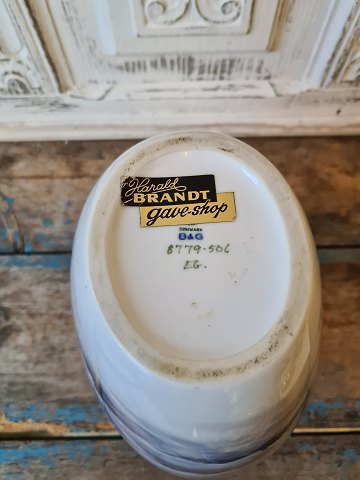 Harald
BRANDT
gave-shop
DENMARK
B&G
8779-506
EG.